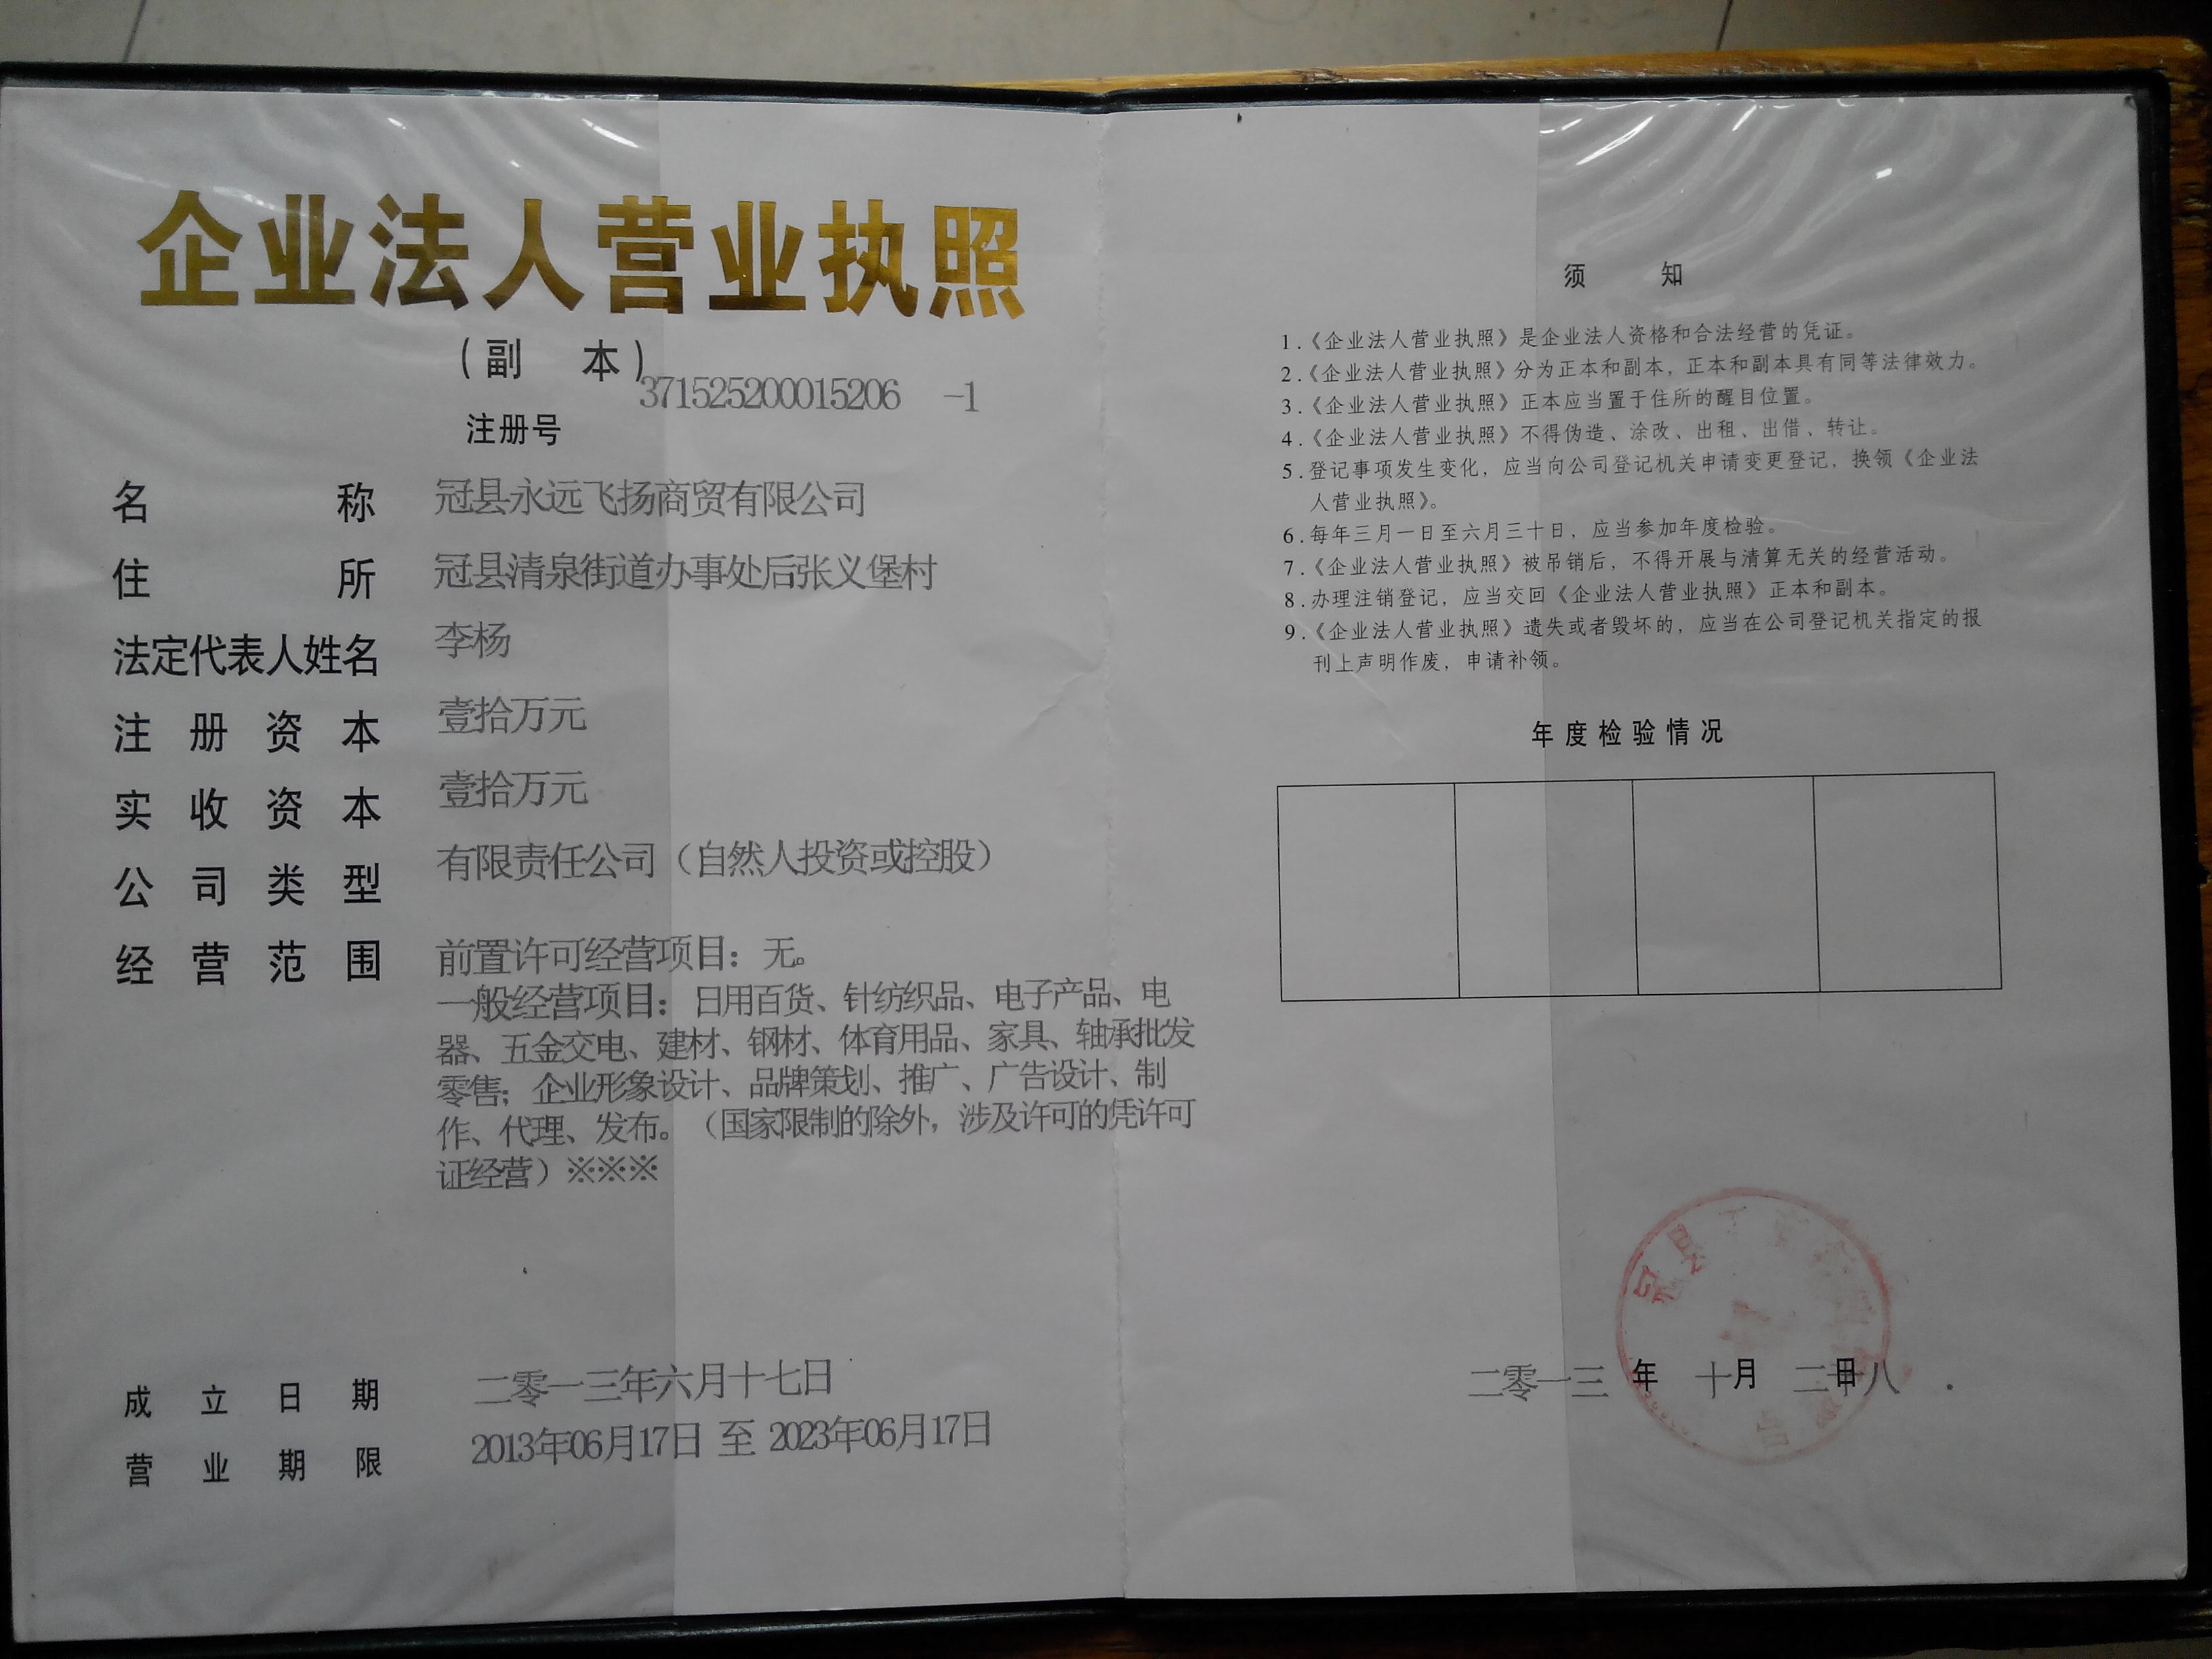 企业法人营业执照
(副 本)
371525200015206 -1
注册号
名 称 冠县永远飞扬商贸有限公司
住 所 冠县清泉街道办事处后张义堡村
法定代表人姓名 李杨
注册资本 壹拾万元
实收资本 壹拾万元
公司类型 有限责任公司（自然人投资或控股）
经营范围 前置许可经营项目：无。
一般经营项目：日用百货、针纺织品、电子产品、电
器、五金交电、建材、钢材、体育用品、家具、轴承批发
零售；企业形象设计、品牌策划、推广、广告设计、制
作、代理、发布。（国家限制的除外，涉及许可的凭许可
证经营）※※※
成立日期 二零一三年六月十七日
营业期限 2013年06月17日 至 2023年06月17日
须 知
1.《企业法人营业执照》是企业法人资格和合法经营的凭证。
2.《企业法人营业执照》分为正本和副本，正本和副本具有同等法律效力。
3.《企业法人营业执照》正本应当置于住所的醒目位置。
4.《企业法人营业执照》不得伪造、涂改、出租、出借、转让。
5.登记事项发生变化，应当向公司登记机关申请变更登记，换领《企业法
人营业执照》。
6.每年三月一日至六月三十日，应当参加年度检验。
7.《企业法人营业执照》被吊销后，不得开展与清算无关的经营活动。
8.办理注销登记，应当交回《企业法人营业执照》正本和副本。
9.《企业法人营业执照》遗失或者毁坏的，应当在公司登记机关指定的报
刊上声明作废，申请补领。
年度检验情况
冠县
二零一三 年 十 月 二十八 日